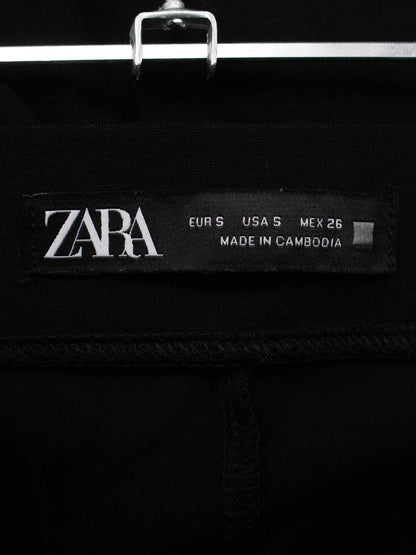 ZARA
EUR S USA S MEX 26
MADE IN CAMBODIA